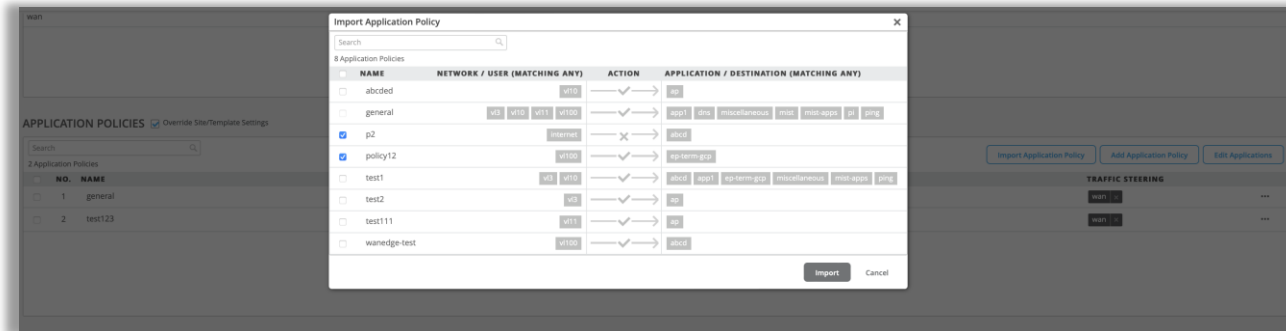 wan
Import Application Policy
Search
8 Application Policies
NAME NETWORK / USER (MATCHING ANY) ACTION APPLICATION / DESTINATION (MATCHING ANY)
abcded vl10 ap
general vl3 vl10 vl11 vl100 app1 dns miscellaneous mist mist-apps pi ping
p2 internet abcd
policy12 vl100 ep-term-gcp
test1 vl3 vl10 abcd app1 ep-term-gcp miscellaneous mist-apps ping
test2 vl3 ap
test111 vl11 ap
wanedge-test vl100 abcd
Import Cancel
APPLICATION POLICIES Override Site/Template Settings
Search
2 Application Policies
Import Application Policy Add Application Policy Edit Applications
NO. NAME TRAFFIC STEERING
1 general wan
2 test123 wan